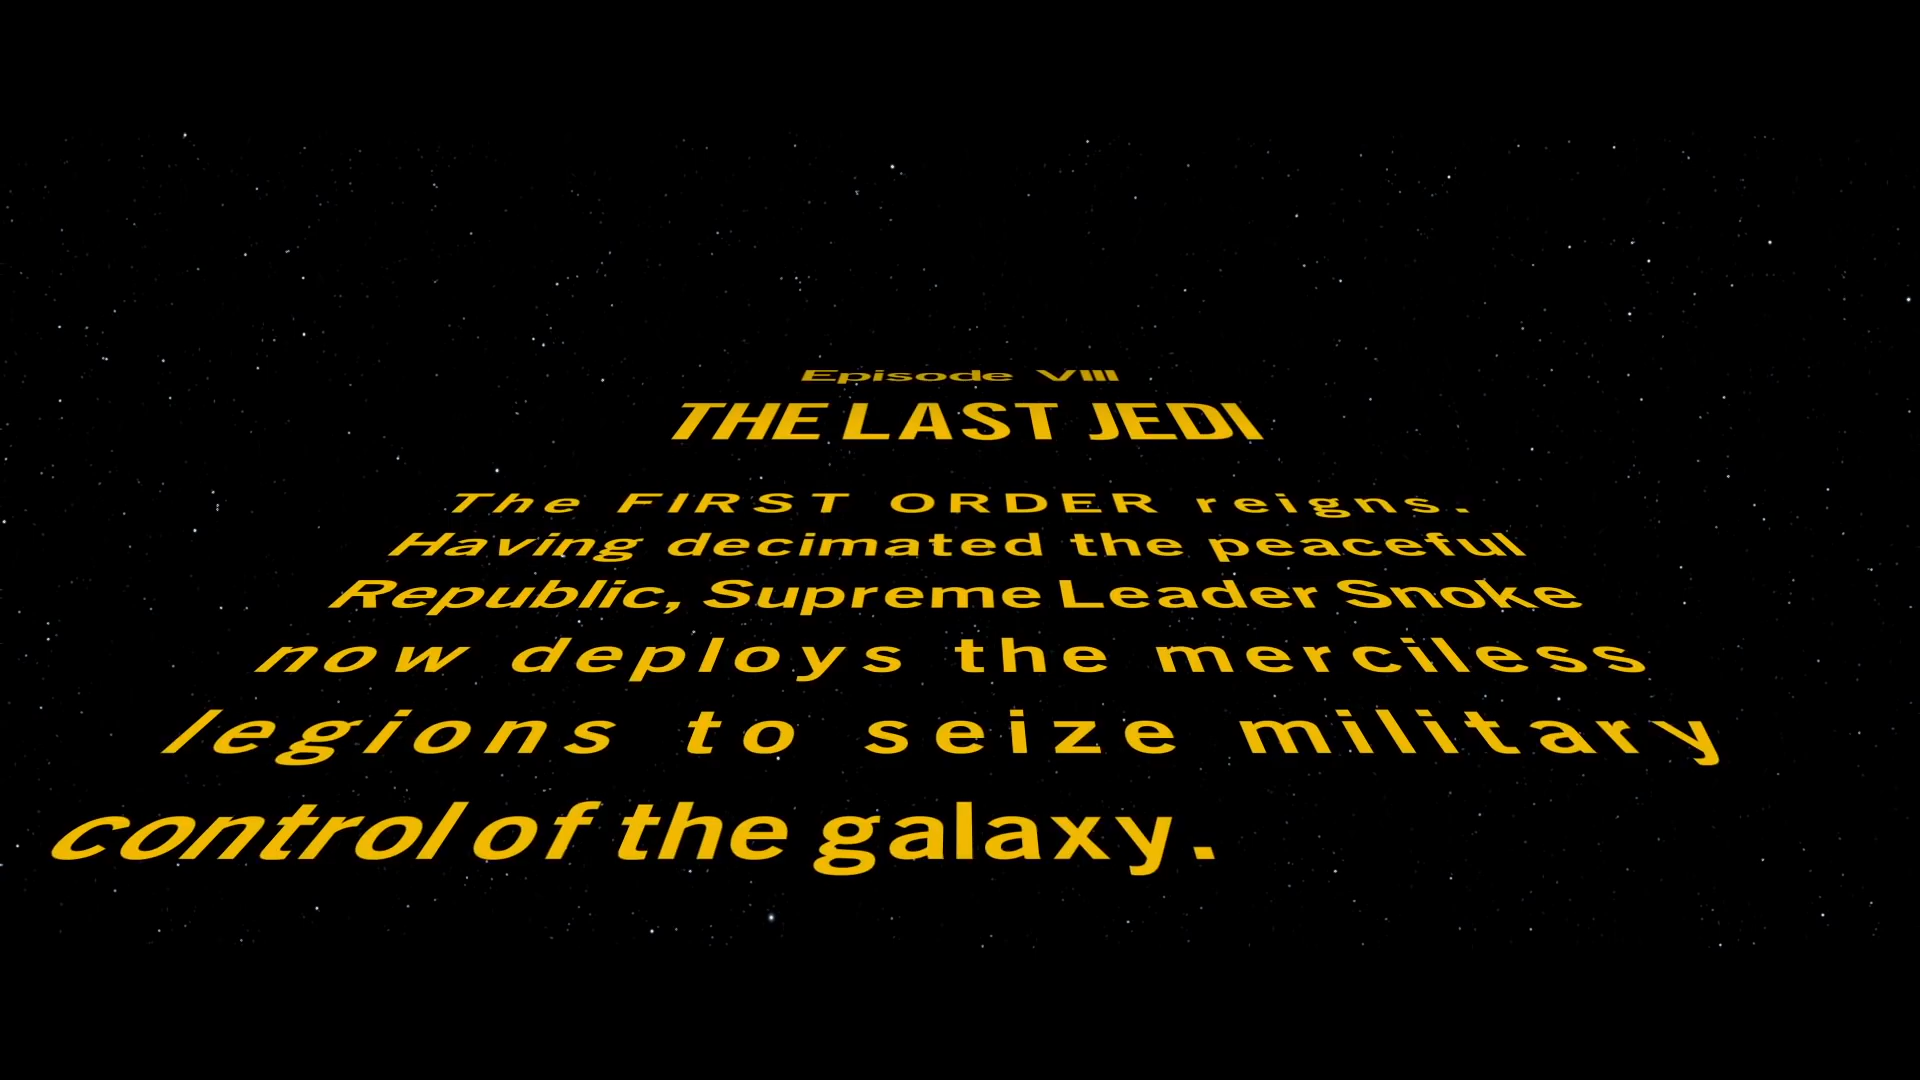 Episode VIII
THE LAST JEDI
The FIRST ORDER reigns.
Having decimated the peaceful
Republic, Supreme Leader Snoke
now deploys the merciless
legions to seize military
control of the galaxy.